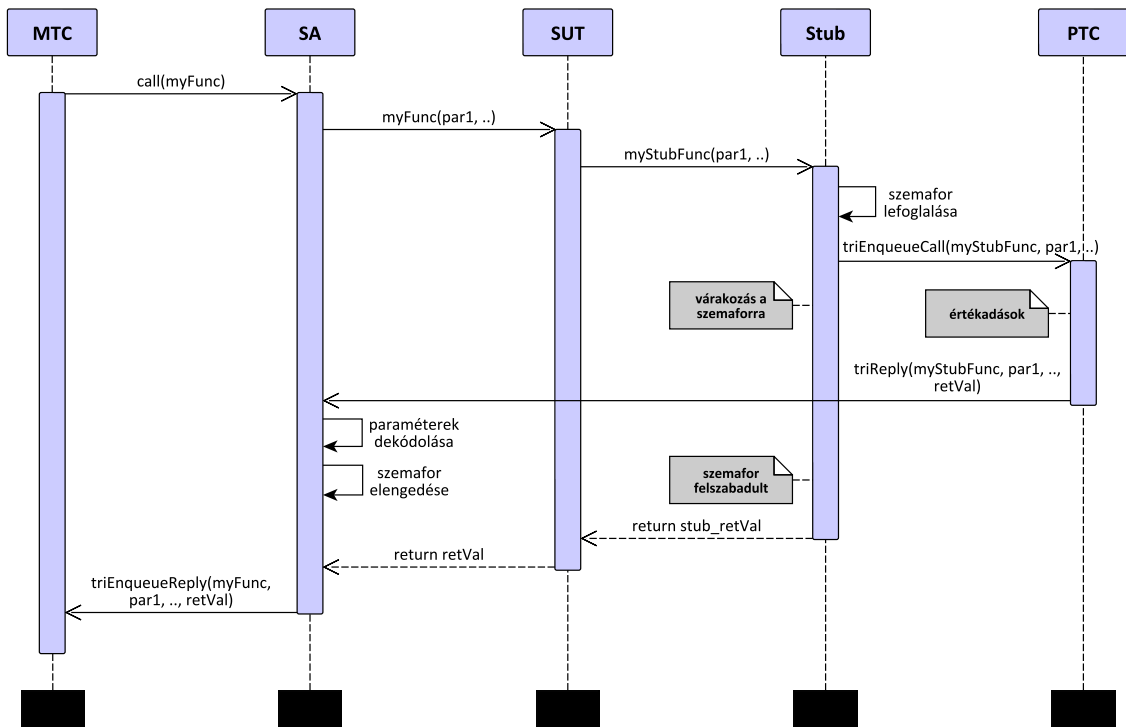 MTC
SA
SUT
Stub
PTC
call(myFunc)
myFunc(par1, ..)
myStubFunc(par1, ..)
szemafor
lefoglalása
triEnqueueCall(myStubFunc, par1,..)
várakozás a
szemaforra
értékadások
triReply(myStubFunc, par1, ..,
retVal)
paraméterek
dekódolása
szemafor
elengedése
szemafor
felszabadult
return stub_retVal
return retVal
triEnqueueReply(myFunc,
par1, .., retVal)